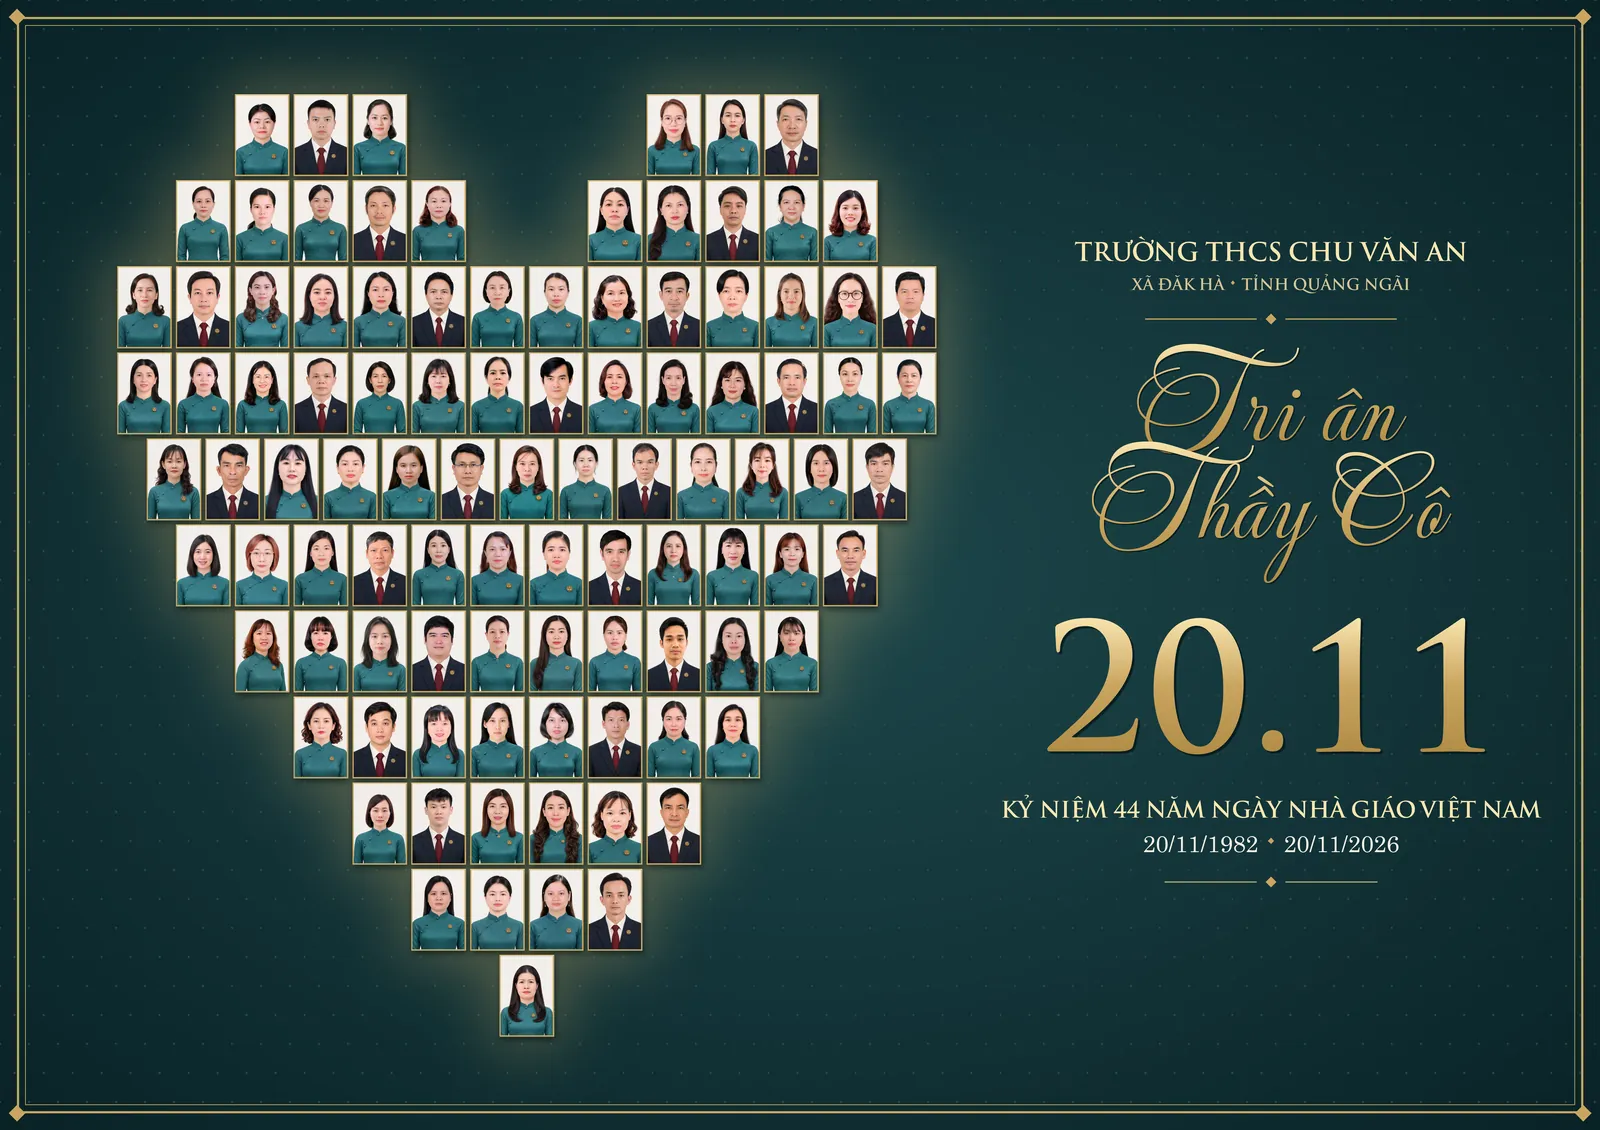 TRƯỜNG THCS CHU VĂN AN
XÃ ĐĂK HÀ • TỈNH QUẢNG NGÃI
Tri ân
Thầy Cô
20.11
KỶ NIỆM 44 NĂM NGÀY NHÀ GIÁO VIỆT NAM
20/11/1982 • 20/11/2026